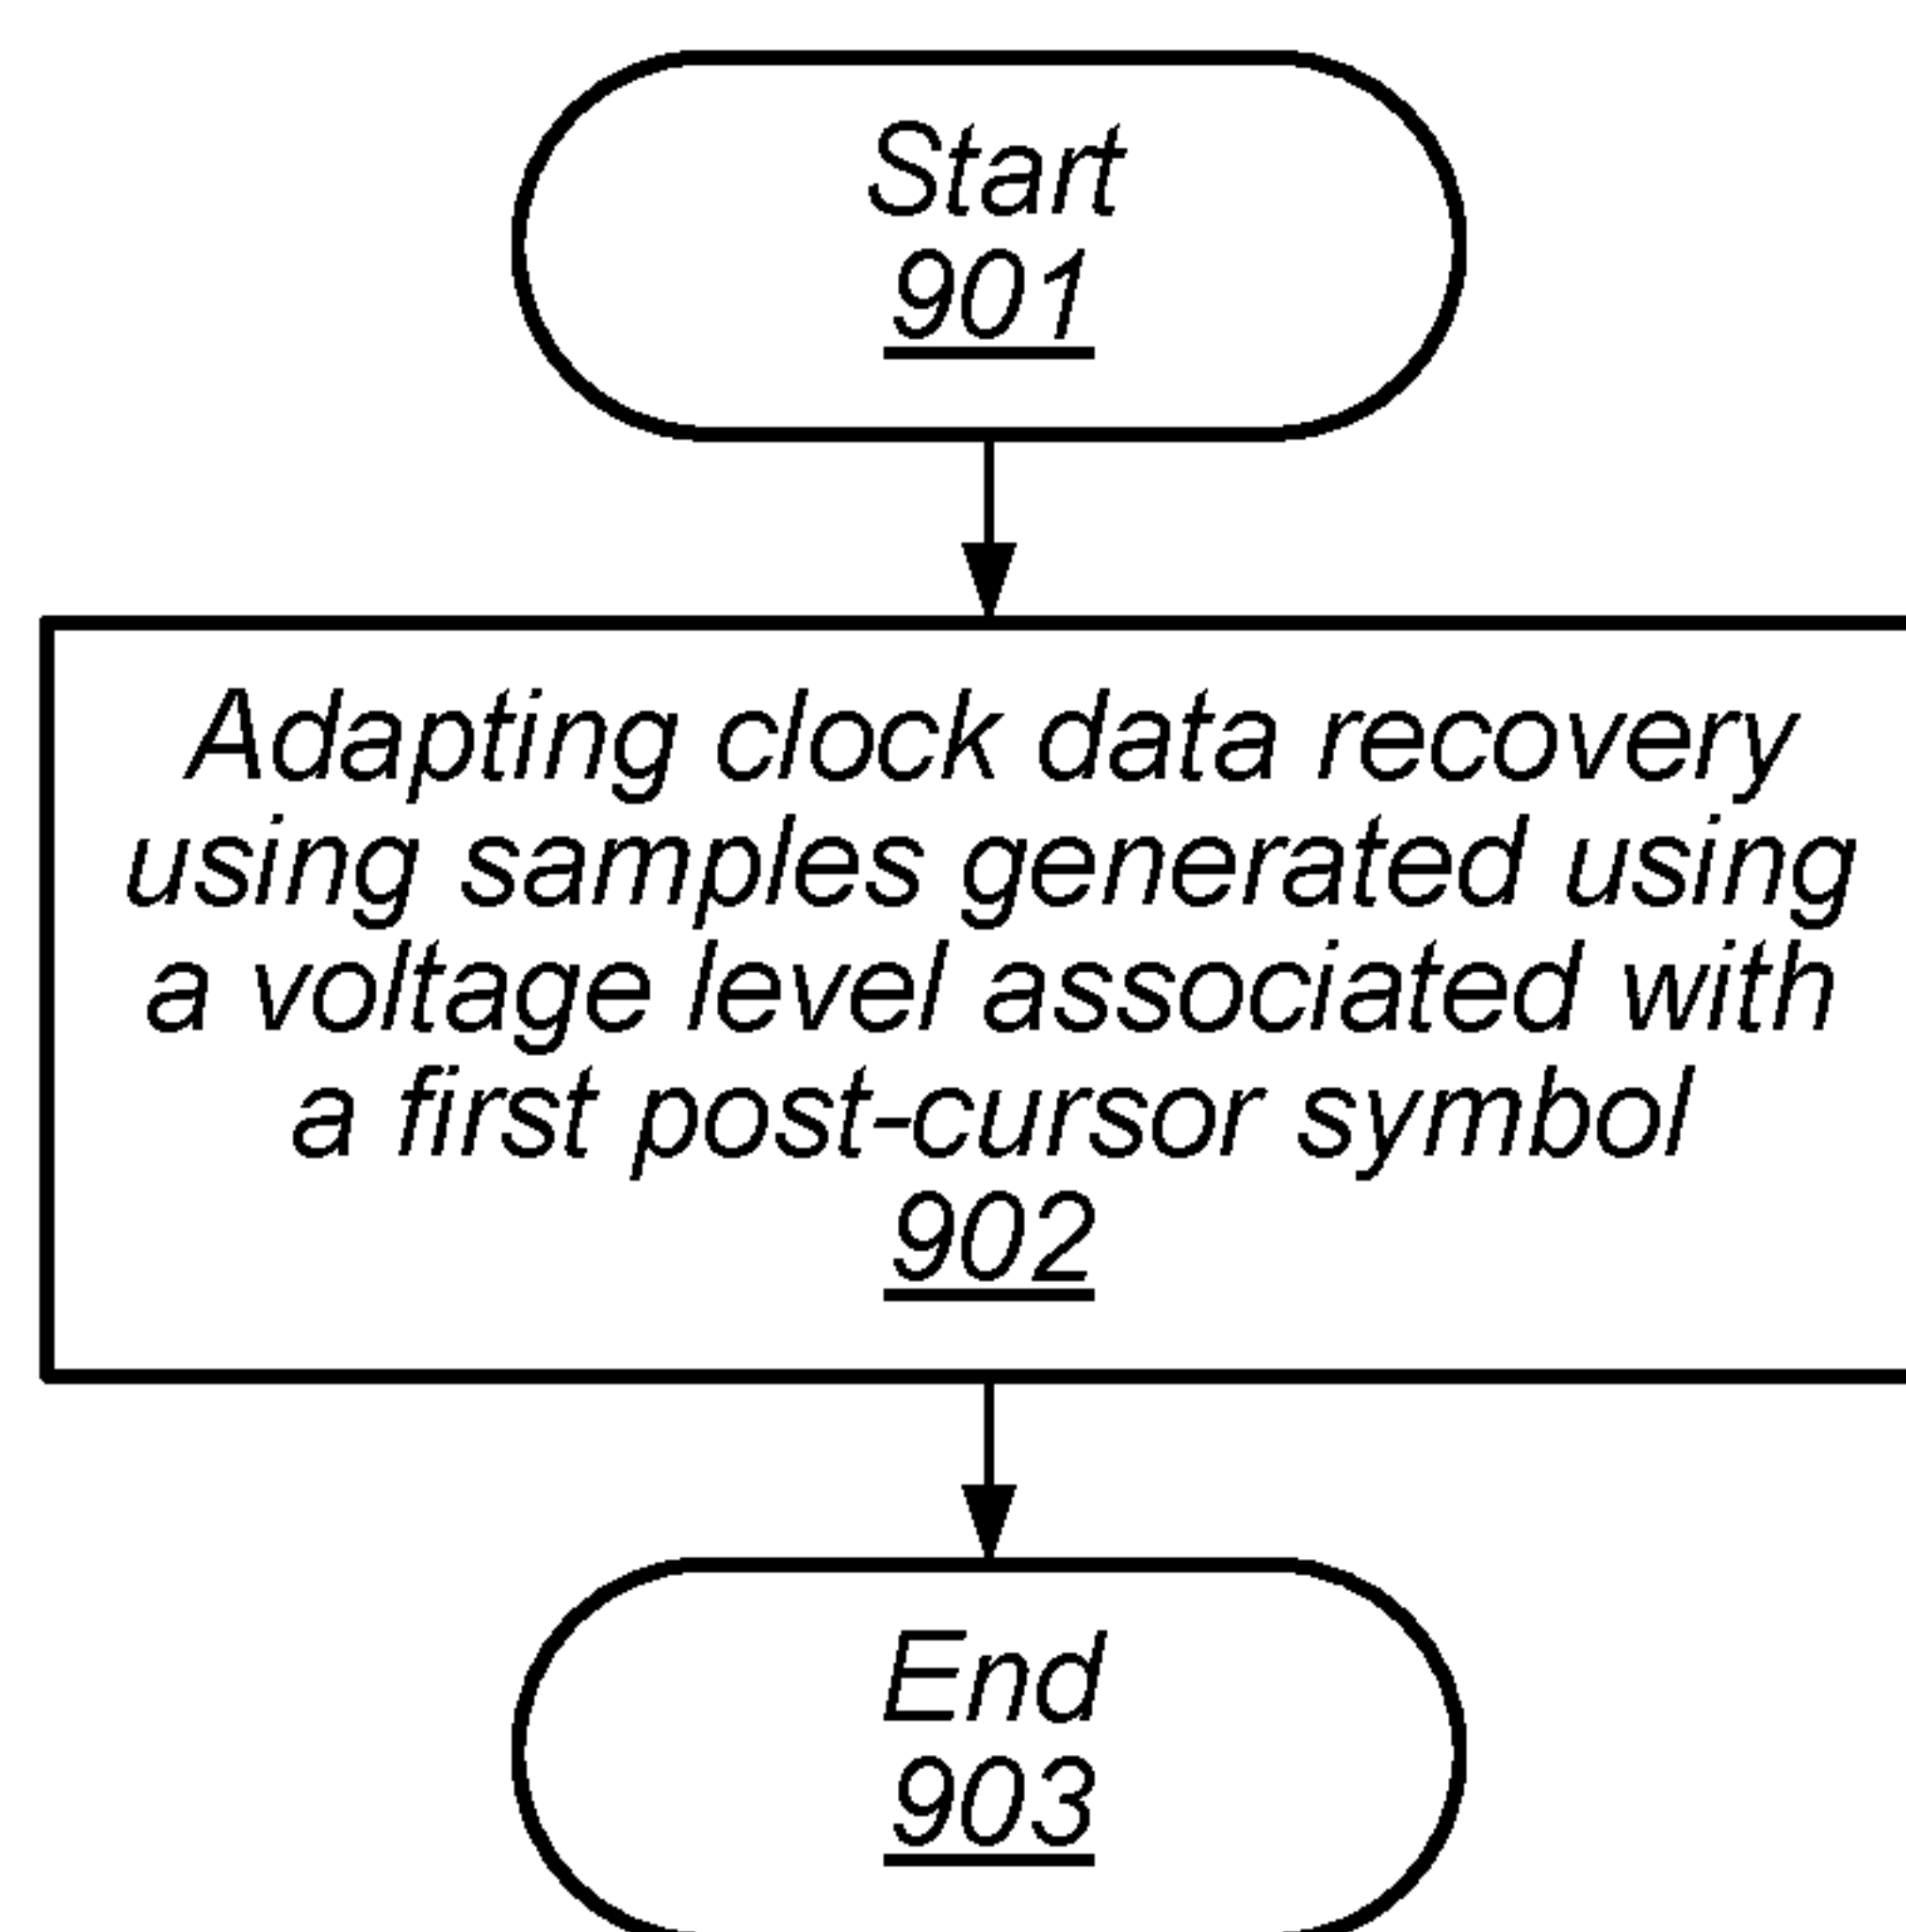 Start
901
Adapting clock data recovery
using samples generated using
a voltage level associated with
a first post-cursor symbol
902
End
903